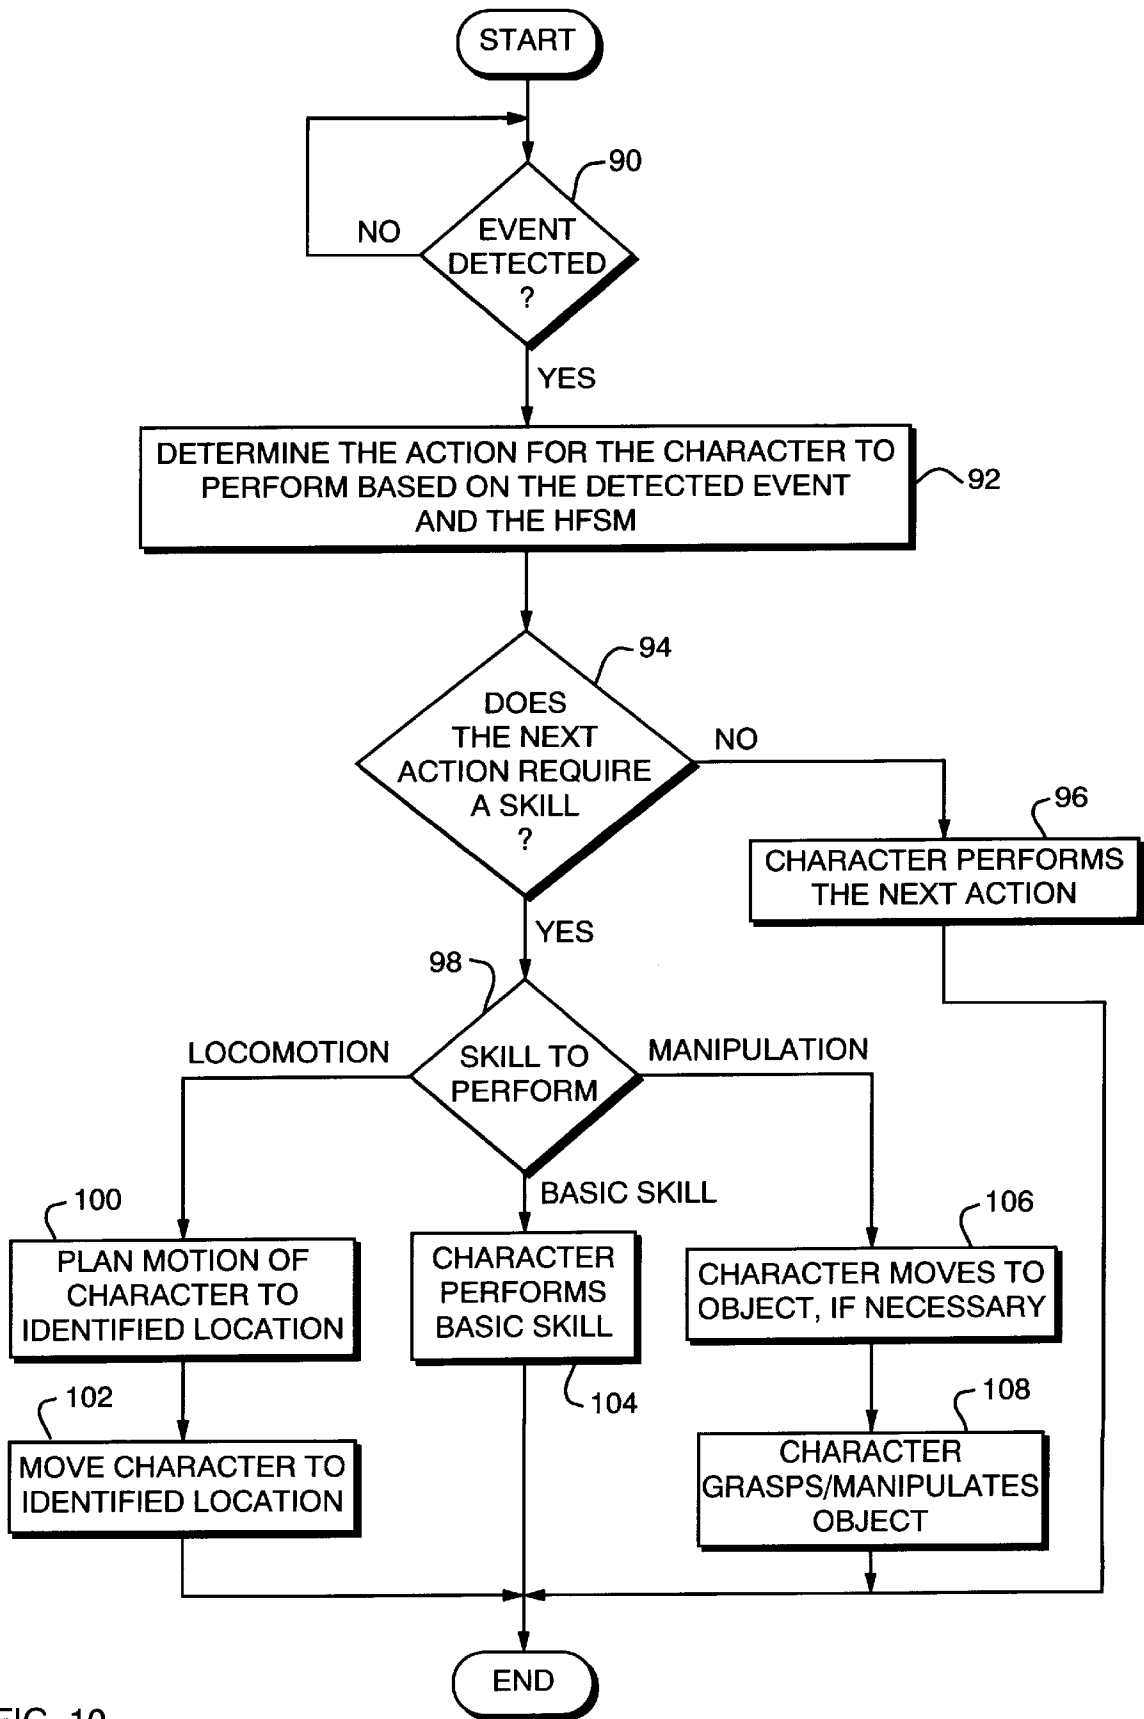 START
90
NO
EVENT
DETECTED
?
YES
DETERMINE THE ACTION FOR THE CHARACTER TO
PERFORM BASED ON THE DETECTED EVENT
AND THE HFSM
92
94
DOES
THE NEXT
ACTION REQUIRE
A SKILL
?
NO
96
CHARACTER PERFORMS
THE NEXT ACTION
YES
98
LOCOMOTION
SKILL TO
PERFORM
MANIPULATION
BASIC SKILL
100
PLAN MOTION OF
CHARACTER TO
IDENTIFIED LOCATION
CHARACTER
PERFORMS
BASIC SKILL
104
106
CHARACTER MOVES TO
OBJECT, IF NECESSARY
102
MOVE CHARACTER TO
IDENTIFIED LOCATION
108
CHARACTER
GRASPS/MANIPULATES
OBJECT
END
FIG. 10